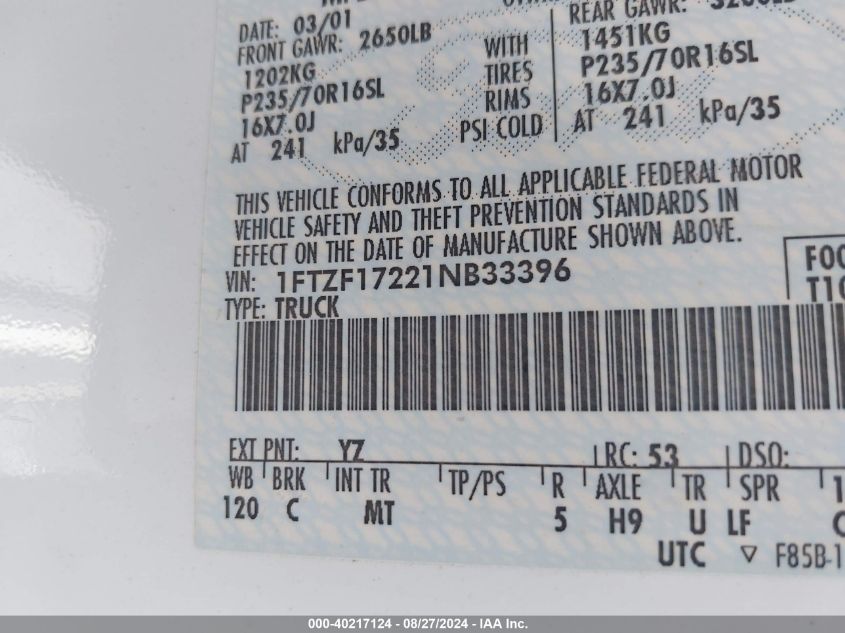 DATE: 03/01
FRONT GAWR: 2650LB
1202KG
P235/70R16SL
16X7.0J
AT 241 kPa/35
WITH
TIRES
RIMS
PSI COLD
REAR GAWR:
1451KG
P235/70R16SL
16X7.0J
AT 241 kPa/35
THIS VEHICLE CONFORMS TO ALL APPLICABLE FEDERAL MOTOR
VEHICLE SAFETY AND THEFT PREVENTION STANDARDS IN
EFFECT ON THE DATE OF MANUFACTURE SHOWN ABOVE.
VIN: 1FTZF17221NB33396
TYPE: TRUCK
EXT PNT: YZ RC: 53 DSO:
WB BRK INT TR TP/PS R AXLE TR SPR
120 C MT 5 H9 U LF
UTC ▽ F85B-1
000-40217124 - 08/27/2024 - IAA Inc.